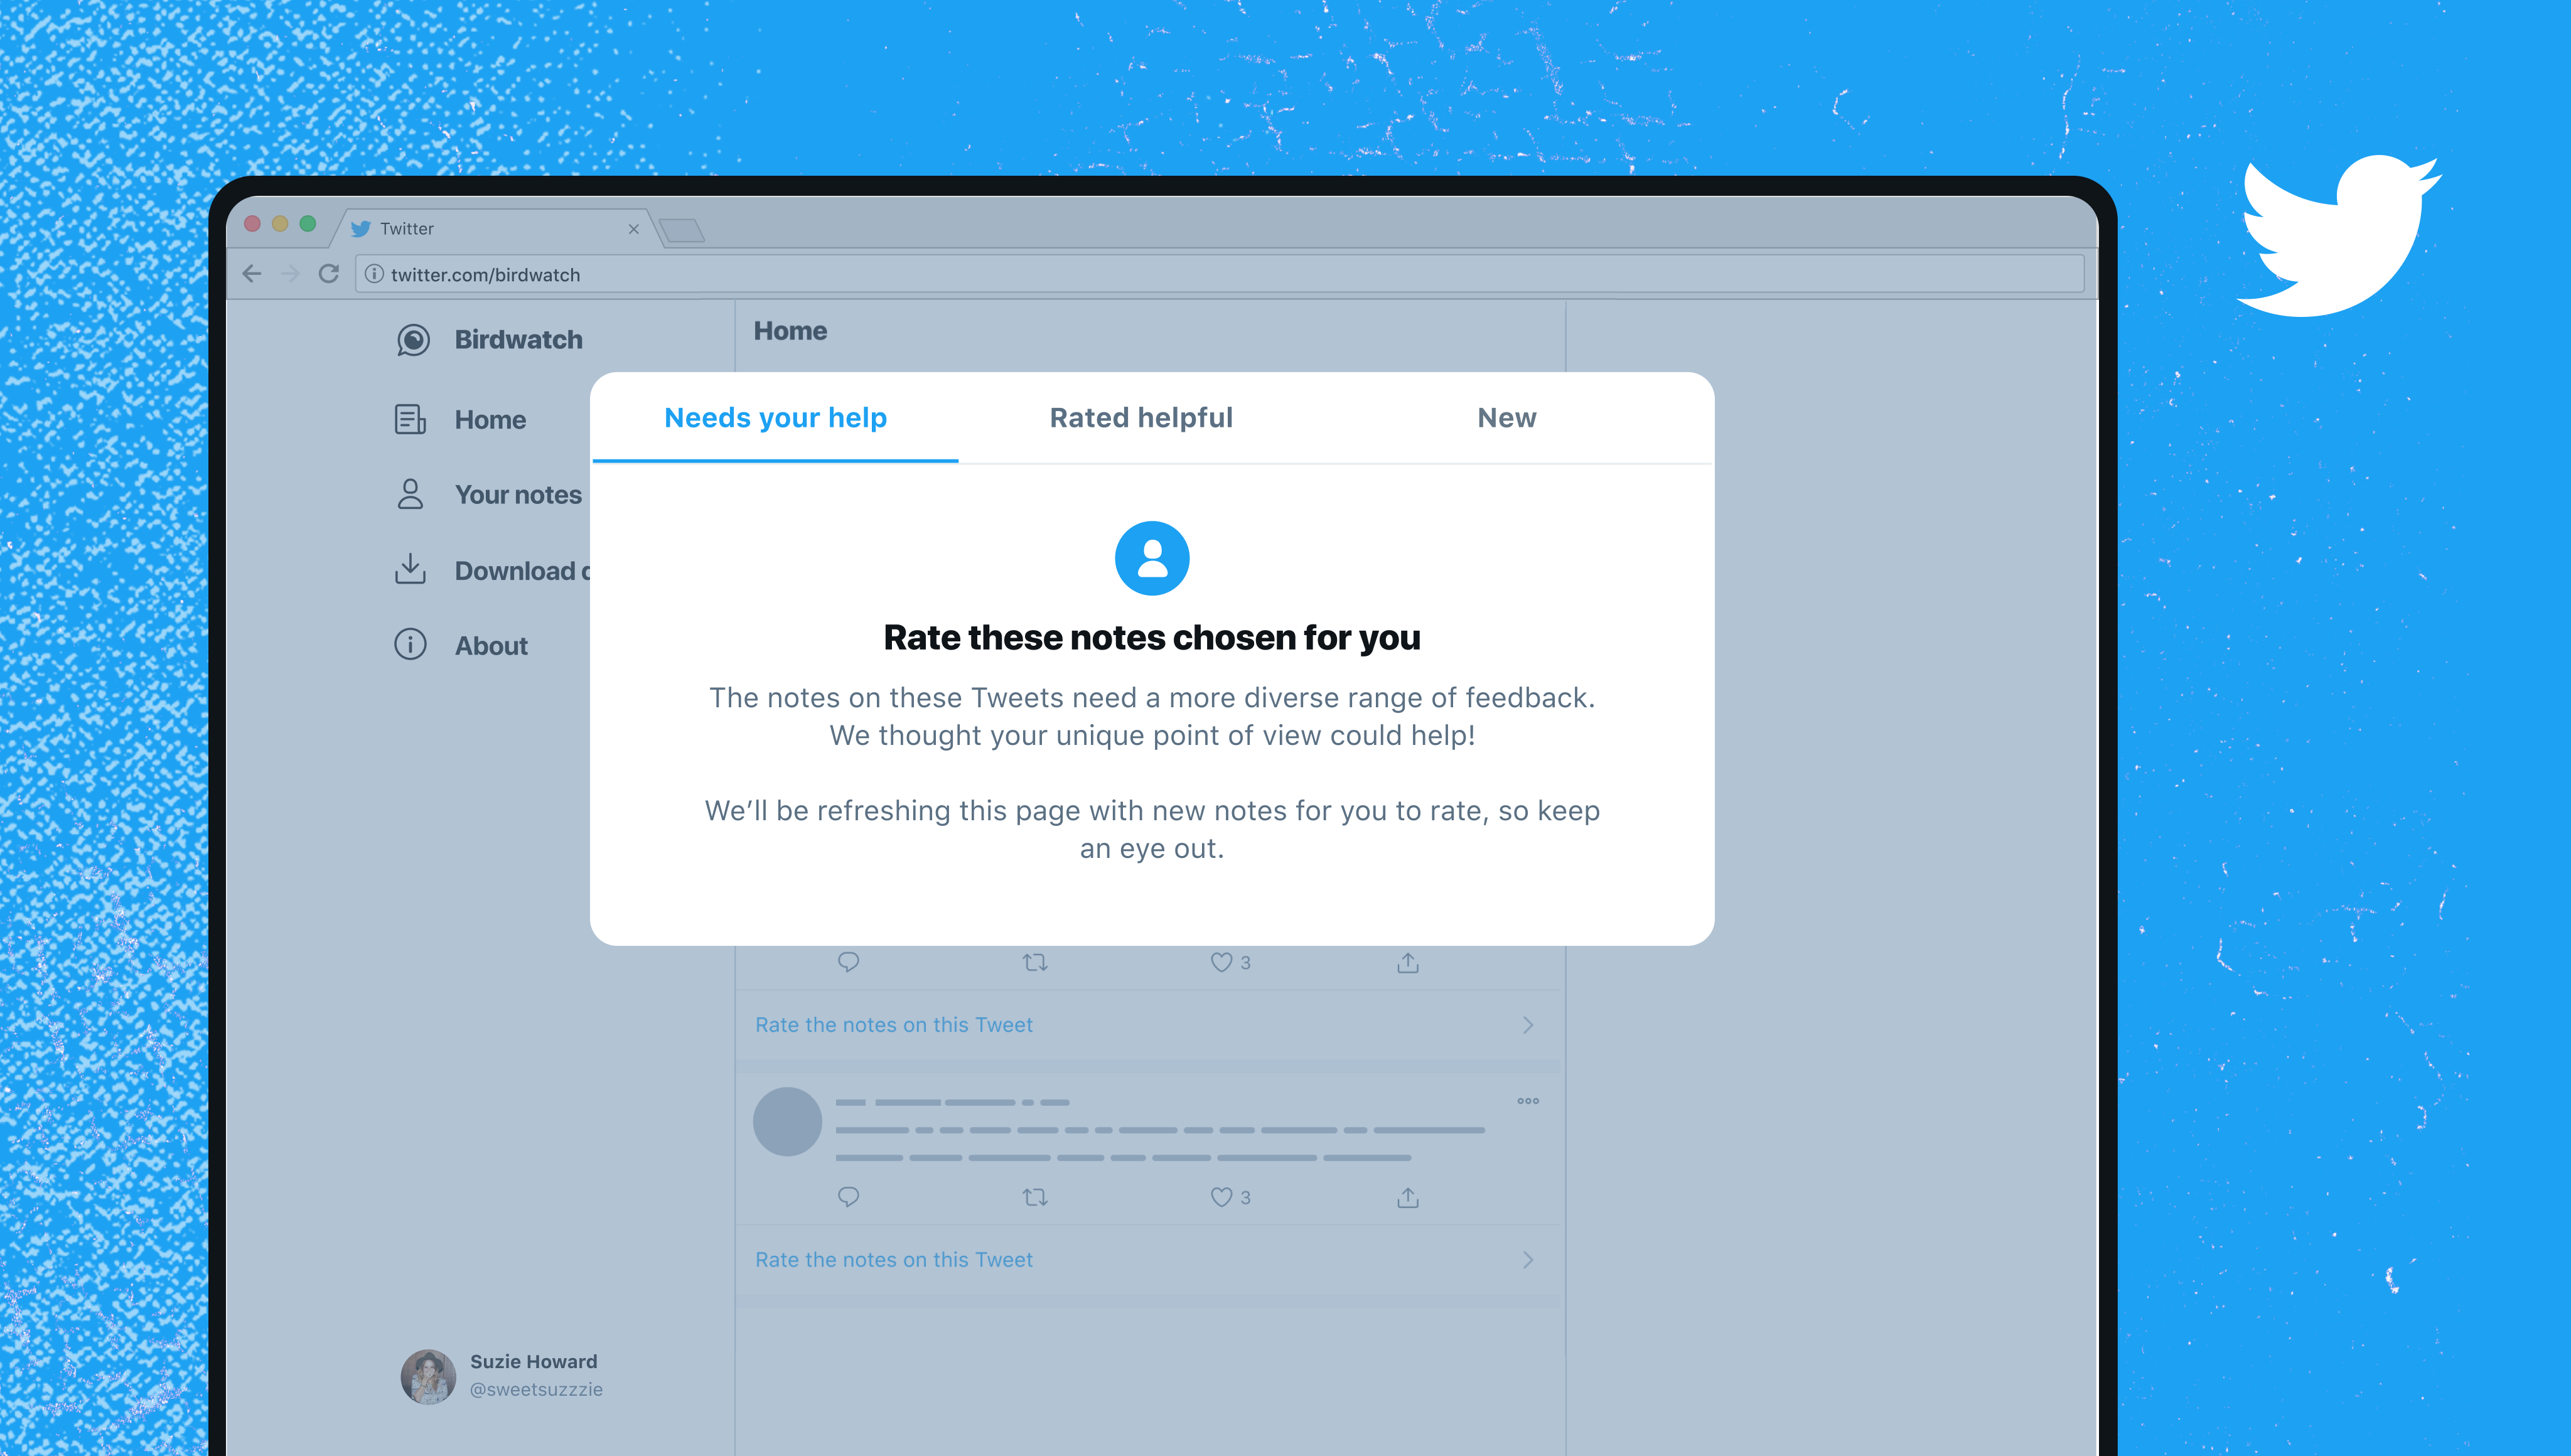 Twitter
twitter.com/birdwatch
Birdwatch
Home
Your notes
Download
About
Suzie Howard
@sweetsuzzzie
Home
Needs your help
Rated helpful
New
Rate these notes chosen for you
The notes on these Tweets need a more diverse range of feedback.
We thought your unique point of view could help!
We’ll be refreshing this page with new notes for you to rate, so keep
an eye out.
3
Rate the notes on this Tweet
3
Rate the notes on this Tweet